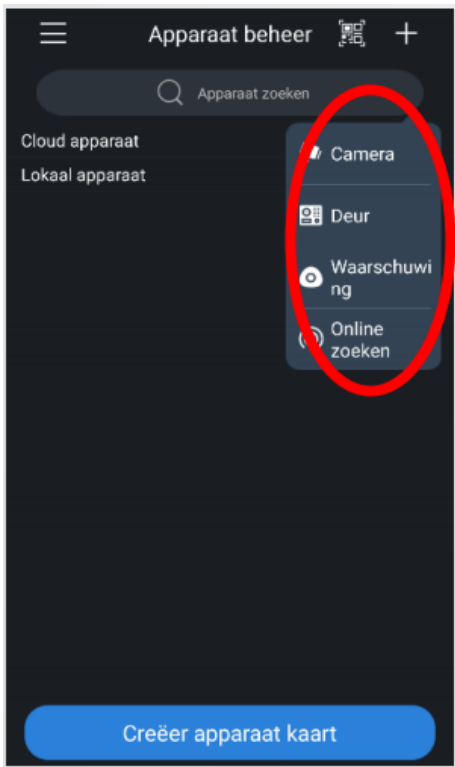 Apparaat beheer
Apparaat zoeken
Cloud apparaat
Lokaal apparaat
Camera
Deur
Waarschuwi
ng
Online
zoeken
Creëer apparaat kaart